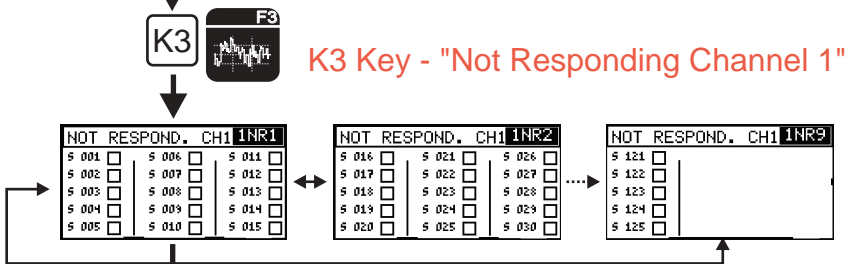 F3
K3
K3 Key - "Not Responding Channel 1"
NOT RESPOND. CH1 1NR1
S 001 S 006 S 011
S 002 S 007 S 012
S 003 S 008 S 013
S 004 S 009 S 014
S 005 S 010 S 015
NOT RESPOND. CH1 1NR2
S 016 S 021 S 026
S 017 S 022 S 027
S 018 S 023 S 028
S 019 S 024 S 029
S 020 S 025 S 030
NOT RESPOND. CH1 1NR9
S 121
S 122
S 123
S 124
S 125